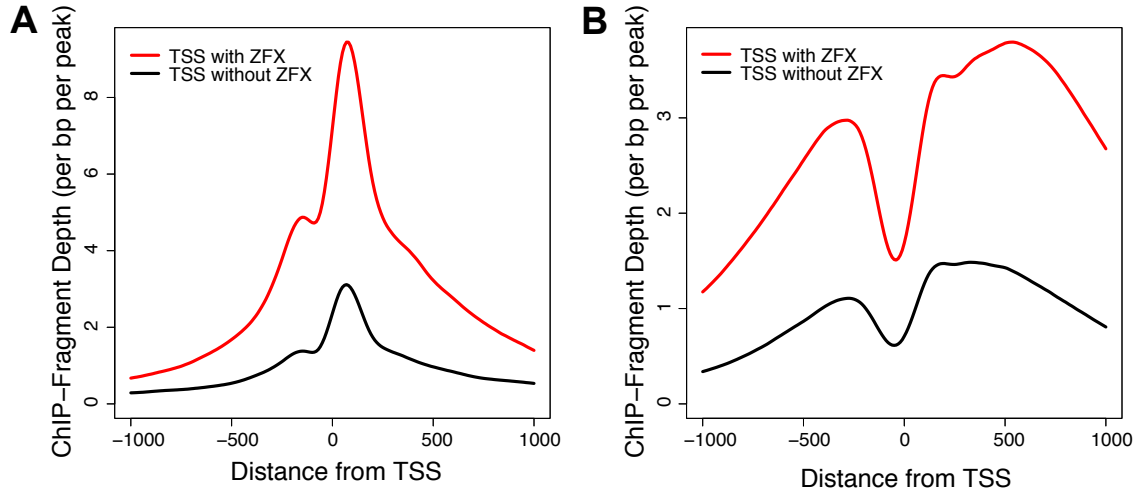 A
ChIP−Fragment Depth (per bp per peak)
TSS with ZFX
TSS without ZFX
8
6
4
2
0
−1000 −500 0 500 1000
Distance from TSS
B
ChIP−Fragment Depth (per bp per peak)
TSS with ZFX
TSS without ZFX
3
2
1
0
−1000 −500 0 500 1000
Distance from TSS